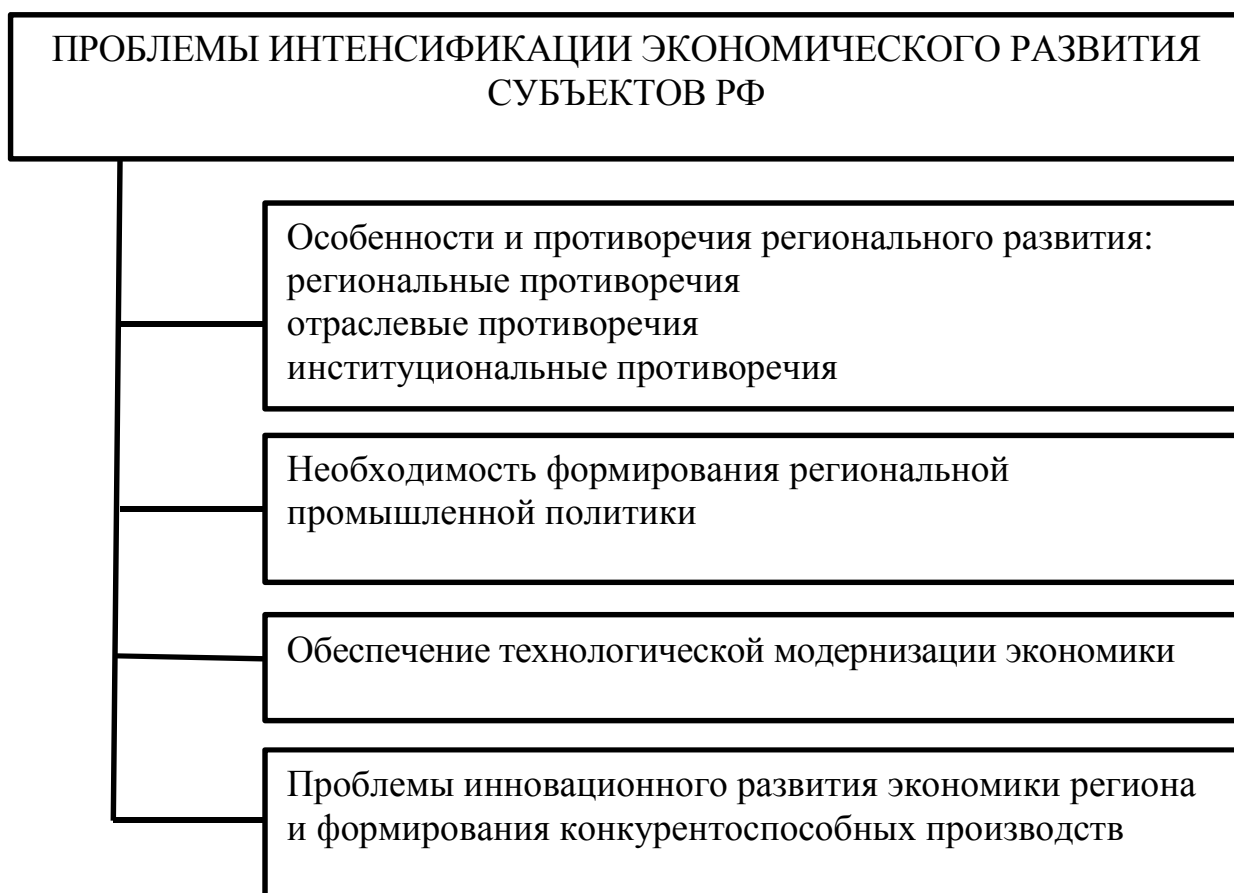 ПРОБЛЕМЫ ИНТЕНСИФИКАЦИИ ЭКОНОМИЧЕСКОГО РАЗВИТИЯ
СУБЪЕКТОВ РФ
Особенности и противоречия регионального развития:
региональные противоречия
отраслевые противоречия
институциональные противоречия
Необходимость формирования региональной
промышленной политики
Обеспечение технологической модернизации экономики
Проблемы инновационного развития экономики региона
и формирования конкурентоспособных производств